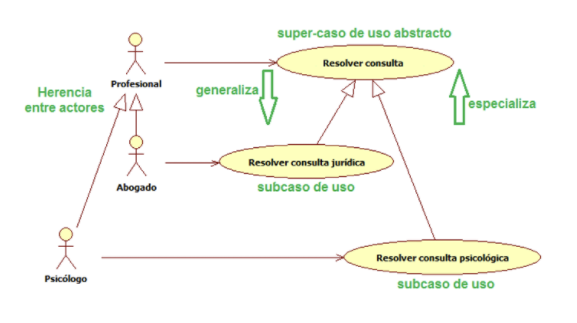 super-caso de uso abstracto
Resolver consulta
Profesional
Herencia
entre actores
generaliza
especializa
Abogado
Resolver consulta jurídica
subcaso de uso
Psicólogo
Resolver consulta psicológica
subcaso de uso